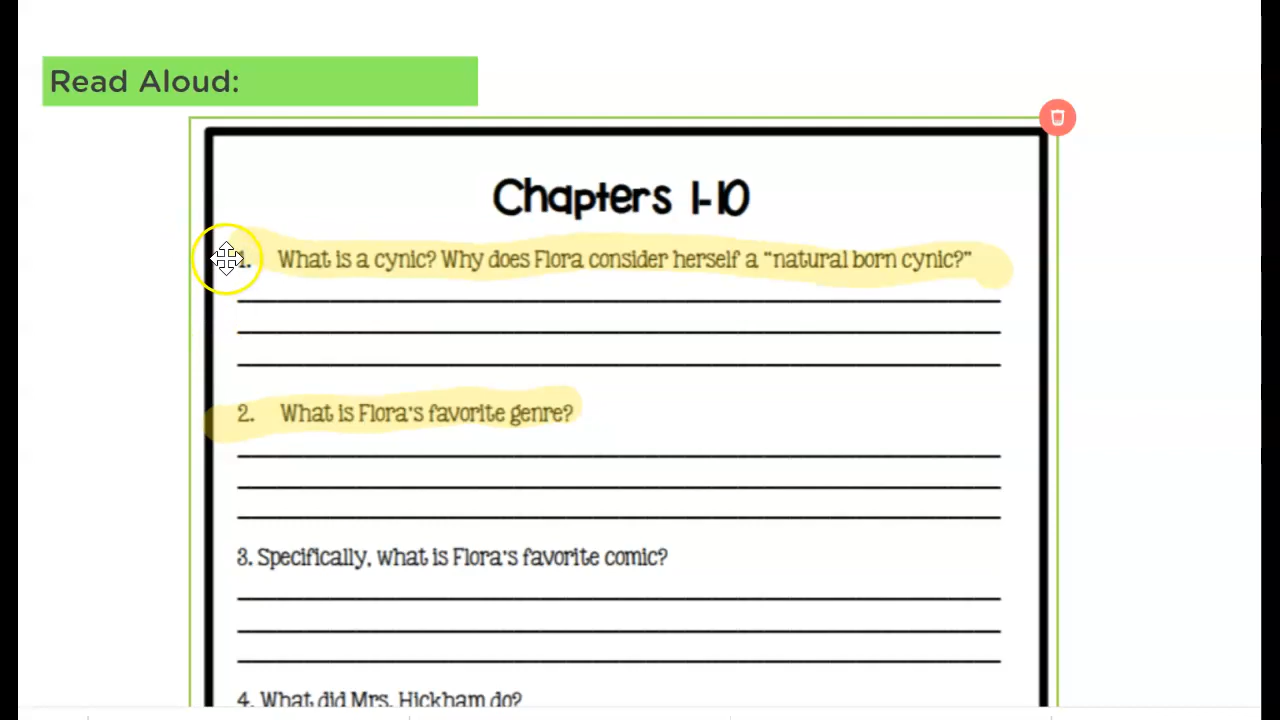 Read Aloud:
Chapters 1-10
1. What is a cynic? Why does Flora consider herself a “natural born cynic?”
2. What is Flora's favorite genre?
3. Specifically, what is Flora's favorite comic?
4. What did Mrs. Hickham do?